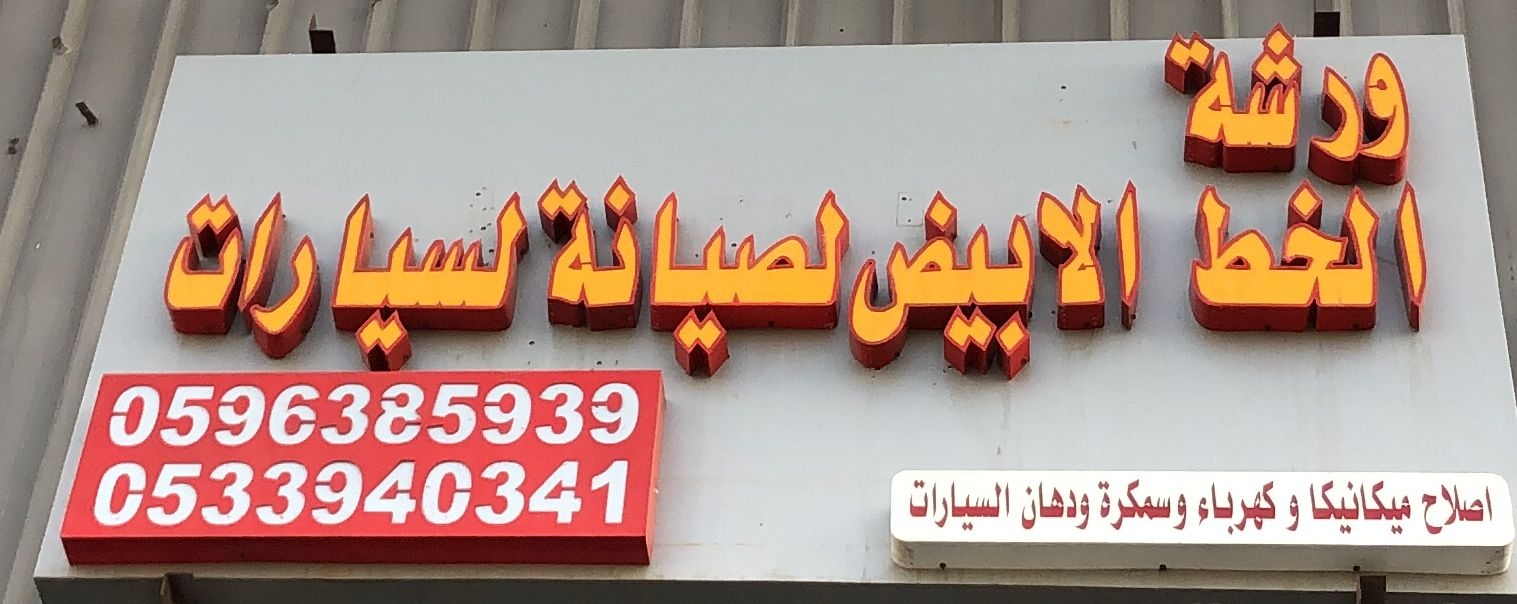 ورشة
الخط الابيض لصيانة لسيارات
0596385939
0533940341
اصلاح ميكانيكا و كهرباء وسمكرة ودهان السيارات